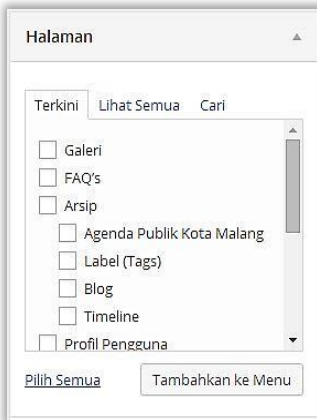 Halaman
Terkini Lihat Semua Cari
Galeri
FAQ's
Arsip
Agenda Publik Kota Malang
Label (Tags)
Blog
Timeline
Profil Pengguna
Pilih Semua Tambahkan ke Menu